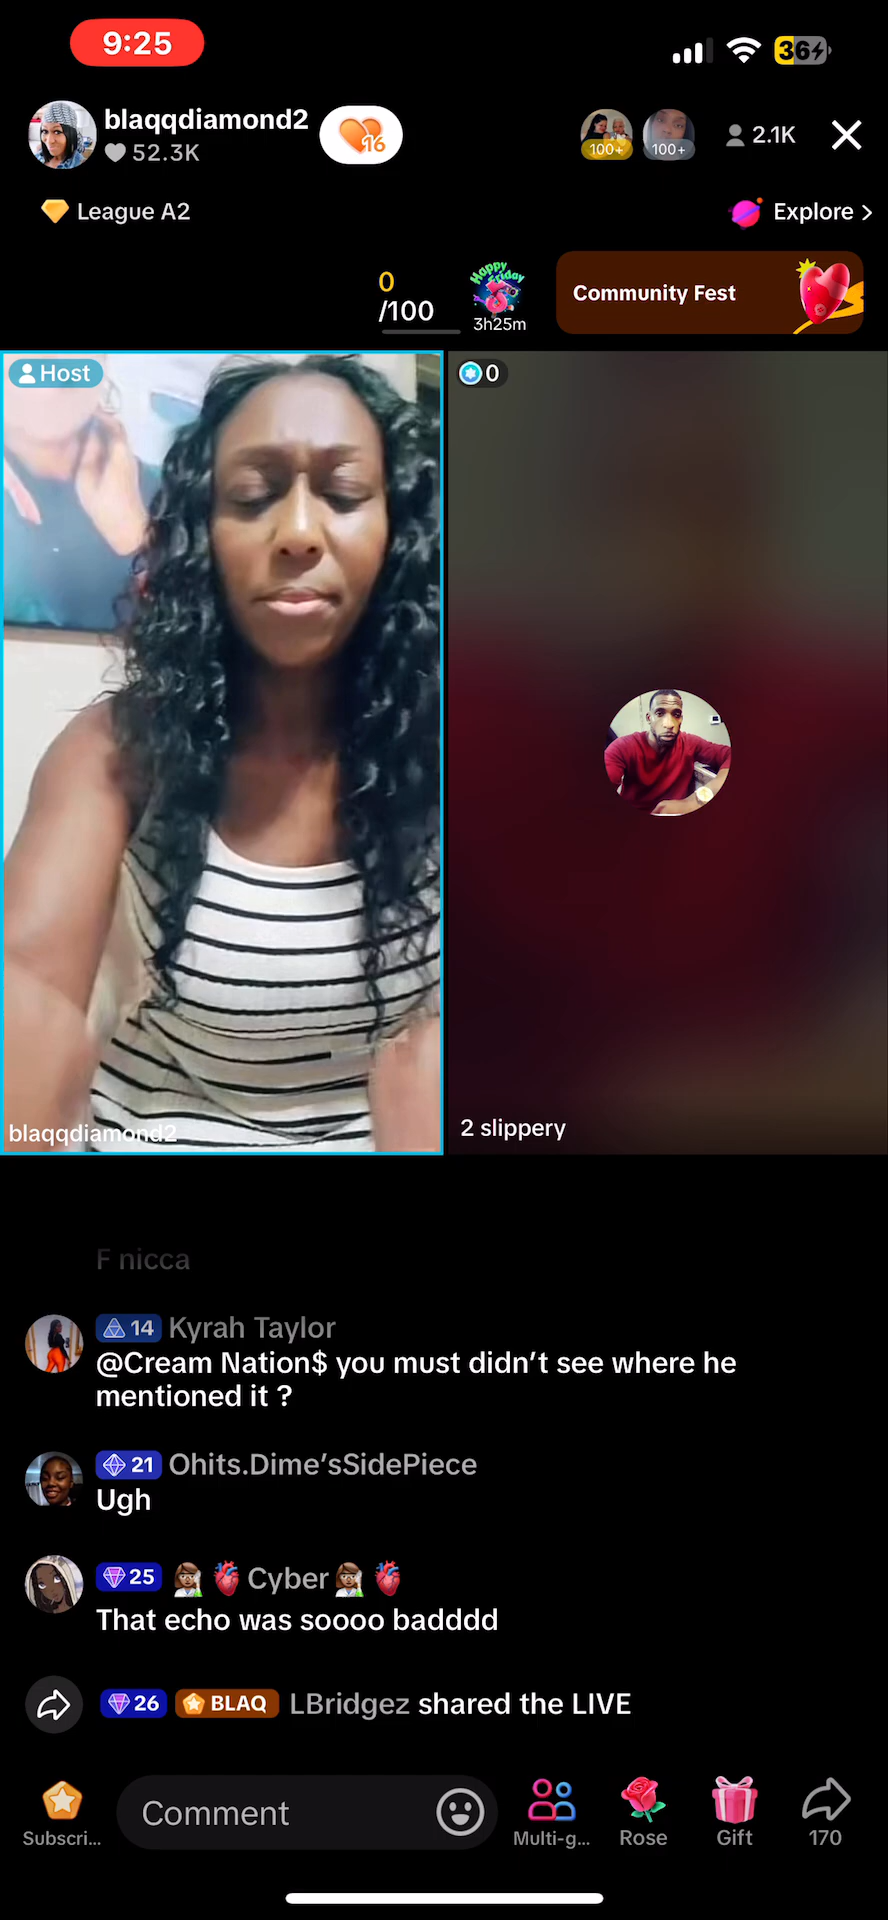 9:25
36
blaqqdiamond2
16
52.3K
100+
100+
2.1K
League A2
Explore
0
/100
Happy Friday
3h25m
Community Fest
Host
0
blaqqdiamond2
2 slippery
F nicca
14 Kyrah Taylor
@Cream Nation$ you must didn't see where he
mentioned it ?
21 Ohits.Dime'sSidePiece
Ugh
25 👩🏽‍🔬🫀Cyber👩🏽‍🔬🫀
That echo was soooo badddd
26 BLAQ LBridgez shared the LIVE
Comment
Subscri...
Multi-g...
Rose
Gift
170